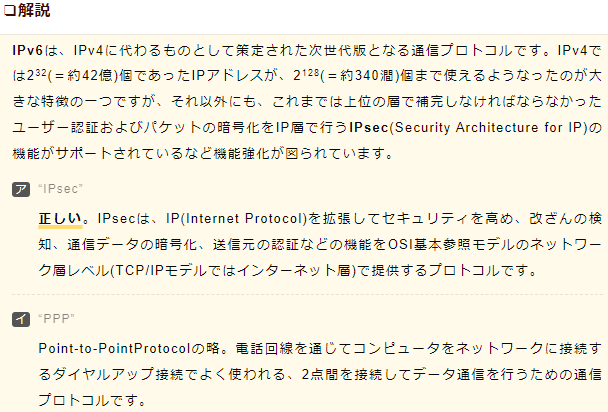 ❏解説
IPv6は、IPv4に代わるものとして策定された次世代版となる通信プロトコルです。IPv4で
は2³²(＝約42億)個であったIPアドレスが、2¹²⁸(＝約340澗)個まで使えるようなったのが大
きな特徴の一つですが、それ以外にも、これまでは上位の層で補完しなければならなかった
ユーザー認証およびパケットの暗号化をIP層で行うIPsec(Security Architecture for IP)の
機能がサポートされているなど機能強化が図られています。
ア “IPsec”
正しい。IPsecは、IP(Internet Protocol)を拡張してセキュリティを高め、改ざんの検
知、通信データの暗号化、送信元の認証などの機能をOSI基本参照モデルのネットワー
ク層レベル(TCP/IPモデルではインターネット層)で提供するプロトコルです。
イ “PPP”
Point-to-PointProtocolの略。電話回線を通じてコンピュータをネットワークに接続す
るダイヤルアップ接続でよく使われる、2点間を接続してデータ通信を行うための通信
プロトコルです。